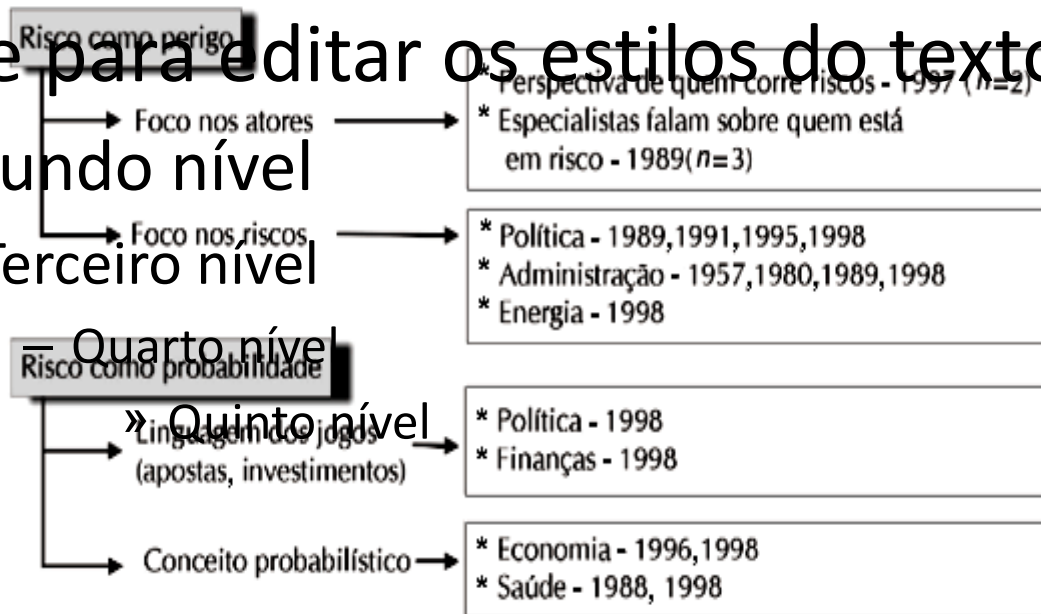 Risco como perigo
e para editar os estilos do texto
* Perspectiva de quem corre riscos - 1997 (n=2)
Foco nos atores
* Especialistas falam sobre quem está
em risco - 1989(n=3)
undo nível
Foco nos riscos
* Política - 1989,1991,1995,1998
erceiro nível
* Administração - 1957,1980,1989,1998
* Energia - 1998
– Quarto nível
Risco como probabilidade
» Quinto nível
Linguagem dos jogos
(apostas, investimentos)
* Política - 1998
* Finanças - 1998
Conceito probabilístico
* Economia - 1996,1998
* Saúde - 1988, 1998